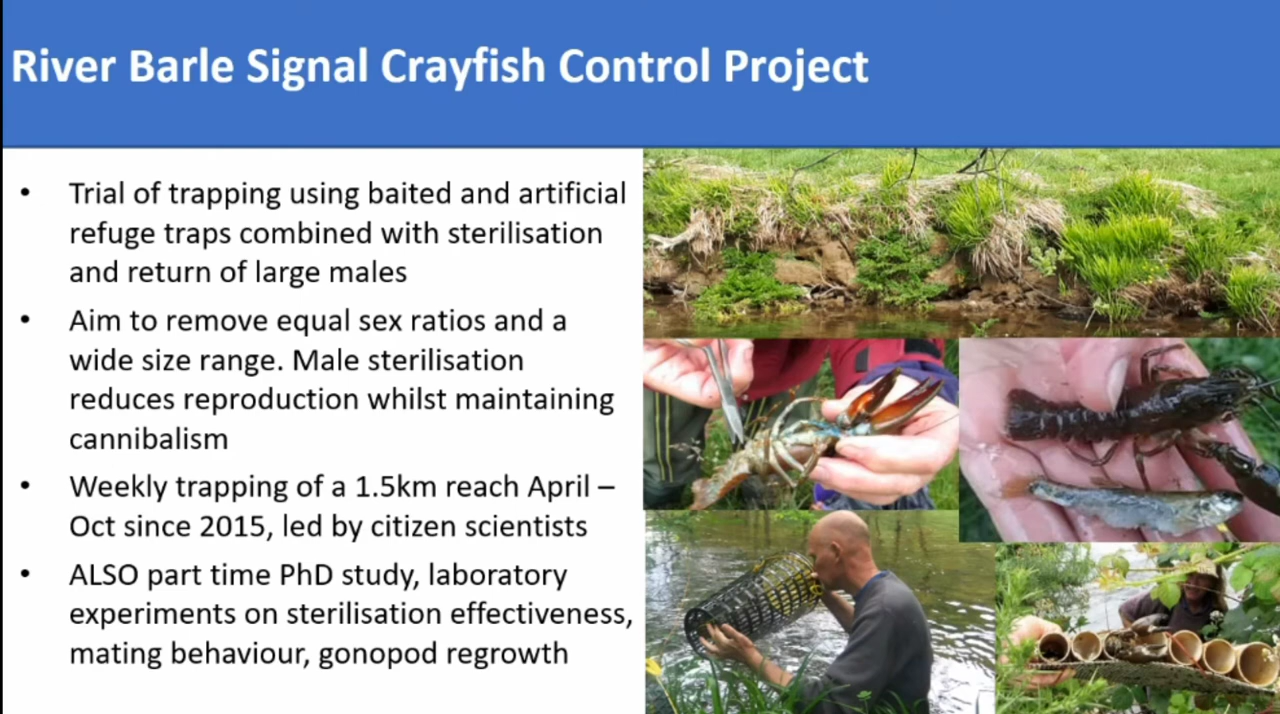 River Barle Signal Crayfish Control Project
• Trial of trapping using baited and artificial
refuge traps combined with sterilisation
and return of large males
• Aim to remove equal sex ratios and a
wide size range. Male sterilisation
reduces reproduction whilst maintaining
cannibalism
• Weekly trapping of a 1.5km reach April –
Oct since 2015, led by citizen scientists
• ALSO part time PhD study, laboratory
experiments on sterilisation effectiveness,
mating behaviour, gonopod regrowth